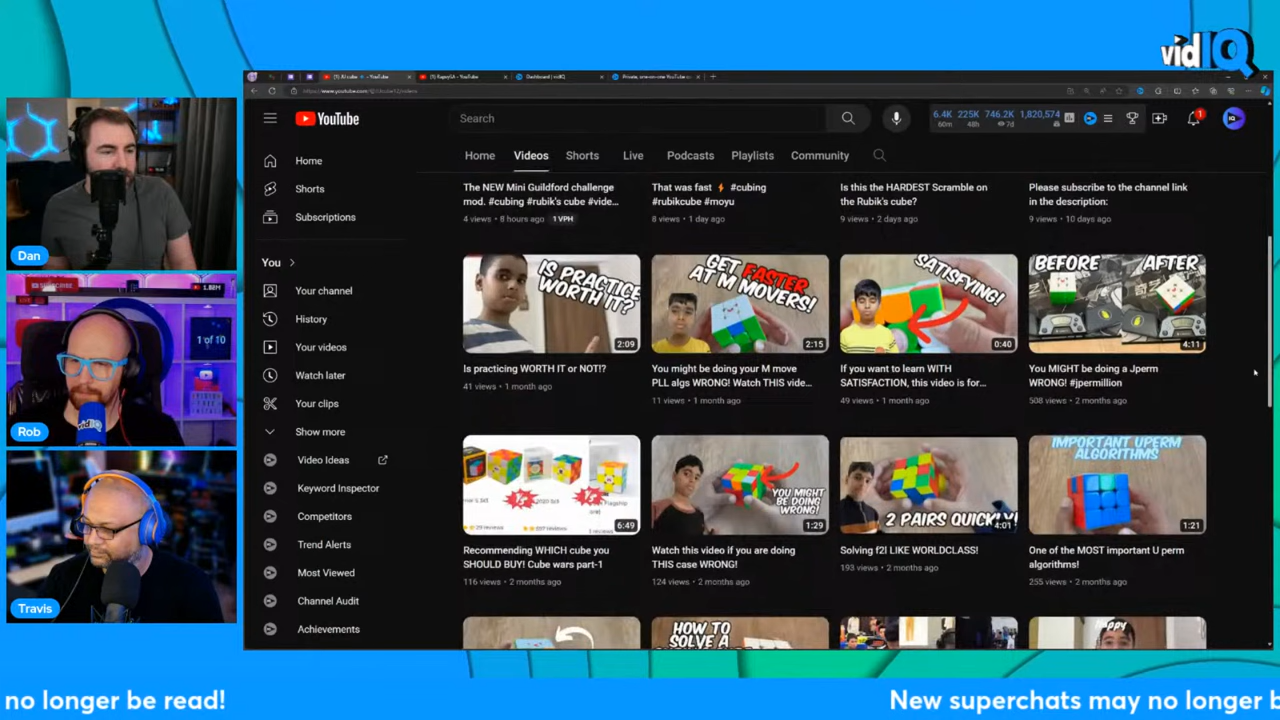 vidIQ
Dan
Rob
Travis
1 of 10
YouTube
Search
6.4K 225K 746.2K 1,820,574
60m 48h 7d
1
IQ
Home
Shorts
Subscriptions
You
Your channel
History
Your videos
Watch later
Your clips
Show more
Video Ideas
Keyword Inspector
Competitors
Trend Alerts
Most Viewed
Channel Audit
Achievements
Home Videos Shorts Live Podcasts Playlists Community
The NEW Mini Guildford challenge
mod. #cubing #rubik's cube #vide...
4 views • 8 hours ago 1 VPH
That was fast ⚡ #cubing
#rubikcube #moyu
8 views • 1 day ago
Is this the HARDEST Scramble on
the Rubik's cube?
9 views • 2 days ago
Please subscribe to the channel link
in the description:
9 views • 10 days ago
IS PRACTICE
WORTH IT?
2:09
Is practicing WORTH IT or NOT!?
41 views • 1 month ago
GET FASTER
AT M MOVERS!
2:15
You might be doing your M move
PLL algs WRONG! Watch THIS vide...
11 views • 1 month ago
SATISFYING!
0:40
If you want to learn WITH
SATISFACTION, this video is for...
49 views • 1 month ago
BEFORE AFTER
4:11
You MIGHT be doing a Jperm
WRONG! #jpermillion
508 views • 2 months ago
6:49
Recommending WHICH cube you
SHOULD BUY! Cube wars part-1
116 views • 2 months ago
YOU MIGHT
BE DOING
WRONG!
1:29
Watch this video if you are doing
THIS case WRONG!
124 views • 2 months ago
2 PAIRS QUICKLY!
4:01
Solving f2l LIKE WORLDCLASS!
193 views • 2 months ago
IMPORTANT UPERM
ALGORITHMS
1:21
One of the MOST important U perm
algorithms!
255 views • 2 months ago
HOW TO
SOLVE A
Happy
no longer be read!
New superchats may no longer b